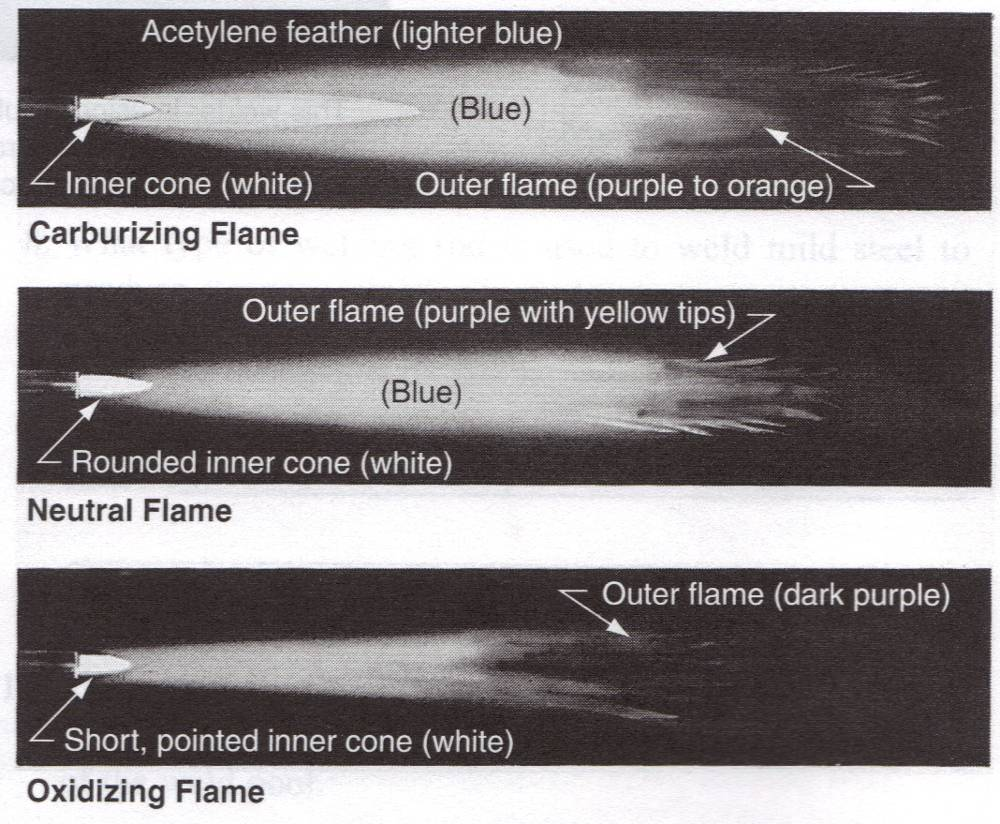 Acetylene feather (lighter blue)
(Blue)
Inner cone (white)
Outer flame (purple to orange)
Carburizing Flame
Outer flame (purple with yellow tips)
(Blue)
Rounded inner cone (white)
Neutral Flame
Outer flame (dark purple)
Short, pointed inner cone (white)
Oxidizing Flame